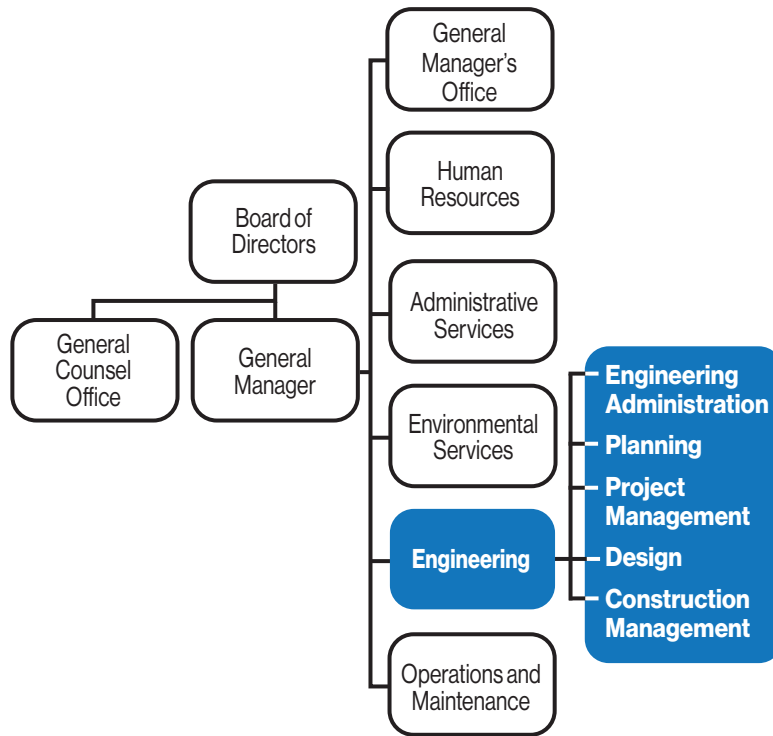 General
Manager's
Office
Human
Resources
Board of
Directors
Administrative
Services
General
Counsel
Office
General
Manager
Environmental
Services
Engineering
Engineering
Administration
Planning
Project
Management
Design
Construction
Management
Operations and
Maintenance